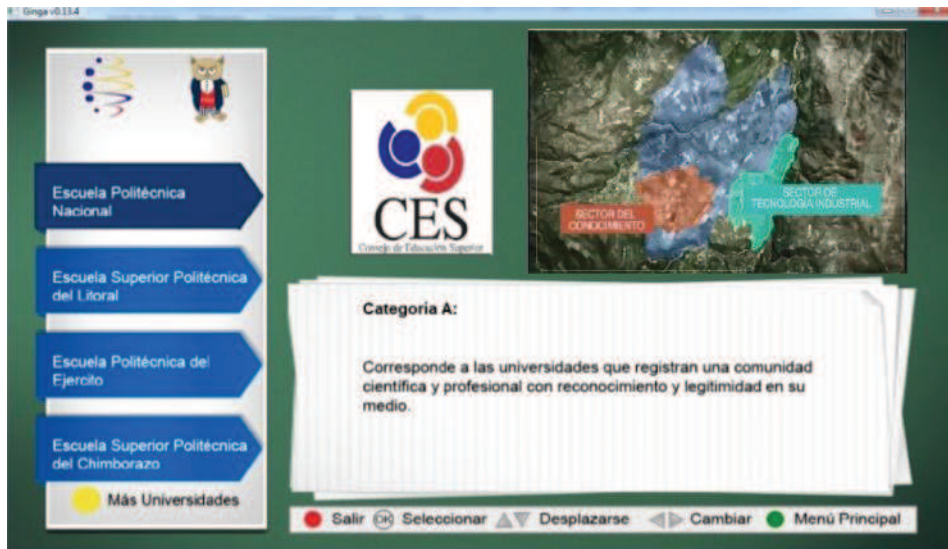 Ginga v0.13.4
Escuela Politécnica
Nacional
Escuela Superior Politécnica
del Litoral
Escuela Politécnica del
Ejercito
Escuela Superior Politécnica
del Chimborazo
Más Universidades
CES
Consejo de Educación Superior
SECTOR DEL
CONOCIMIENTO
SECTOR DE
TECNOLOGÍA INDUSTRIAL
Categoria A:
Corresponde a las universidades que registran una comunidad
científica y profesional con reconocimiento y legitimidad en su
medio.
Salir OK Seleccionar Desplazarse Cambiar Menú Principal